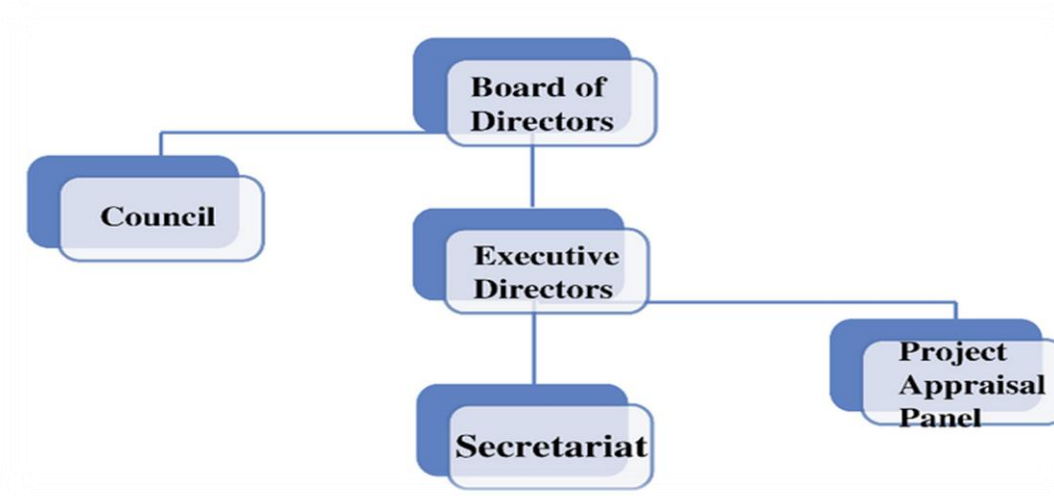 Board of
Directors
Council
Executive
Directors
Project
Appraisal
Panel
Secretariat